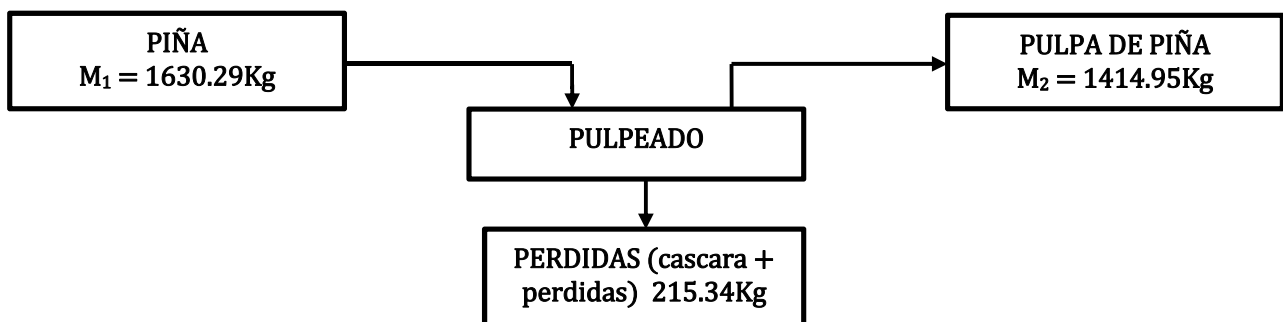 PIÑA
M₁ = 1630.29Kg
PULPA DE PIÑA
M₂ = 1414.95Kg
PULPEADO
PERDIDAS (cascara +
perdidas) 215.34Kg